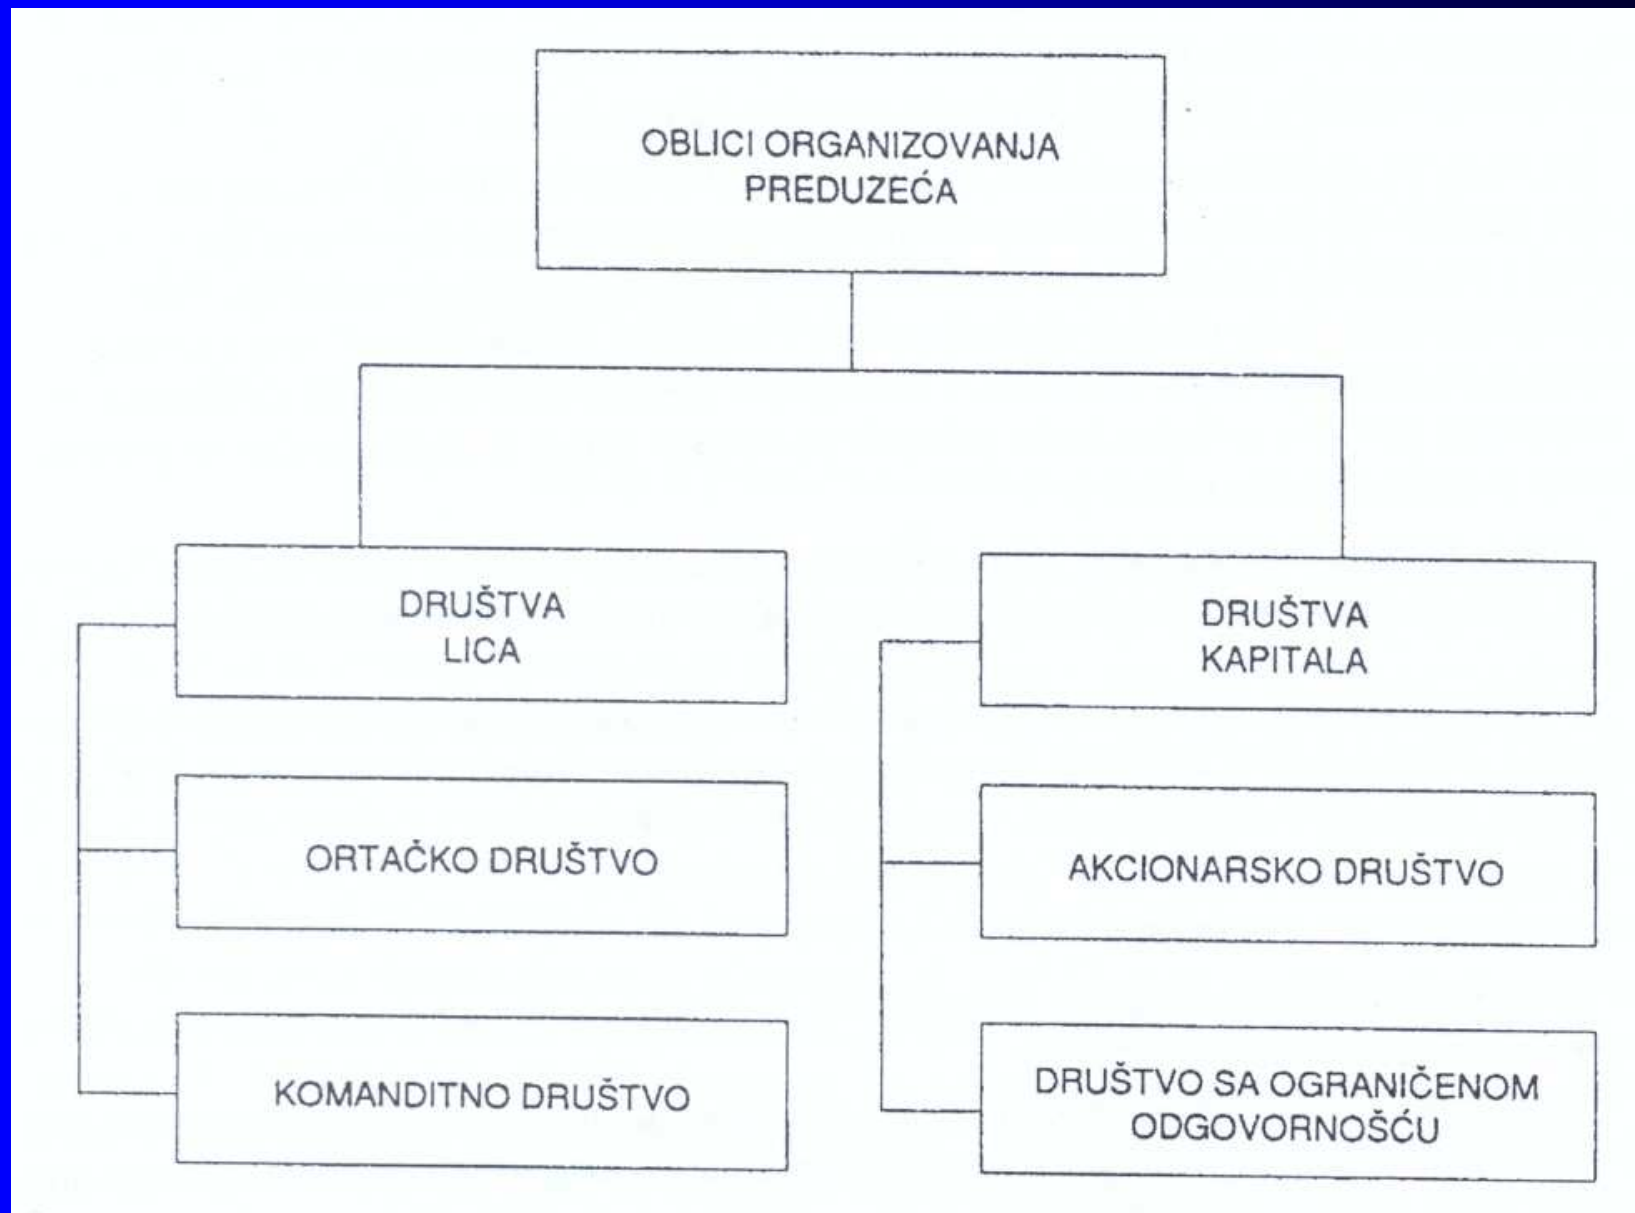 OBLICI ORGANIZOVANJA
PREDUZEĆA
DRUŠTVA
LICA
ORTAČKO DRUŠTVO
KOMANDITNO DRUŠTVO
DRUŠTVA
KAPITALA
AKCIONARSKO DRUŠTVO
DRUŠTVO SA OGRANIČENOM
ODGOVORNOŠĆU